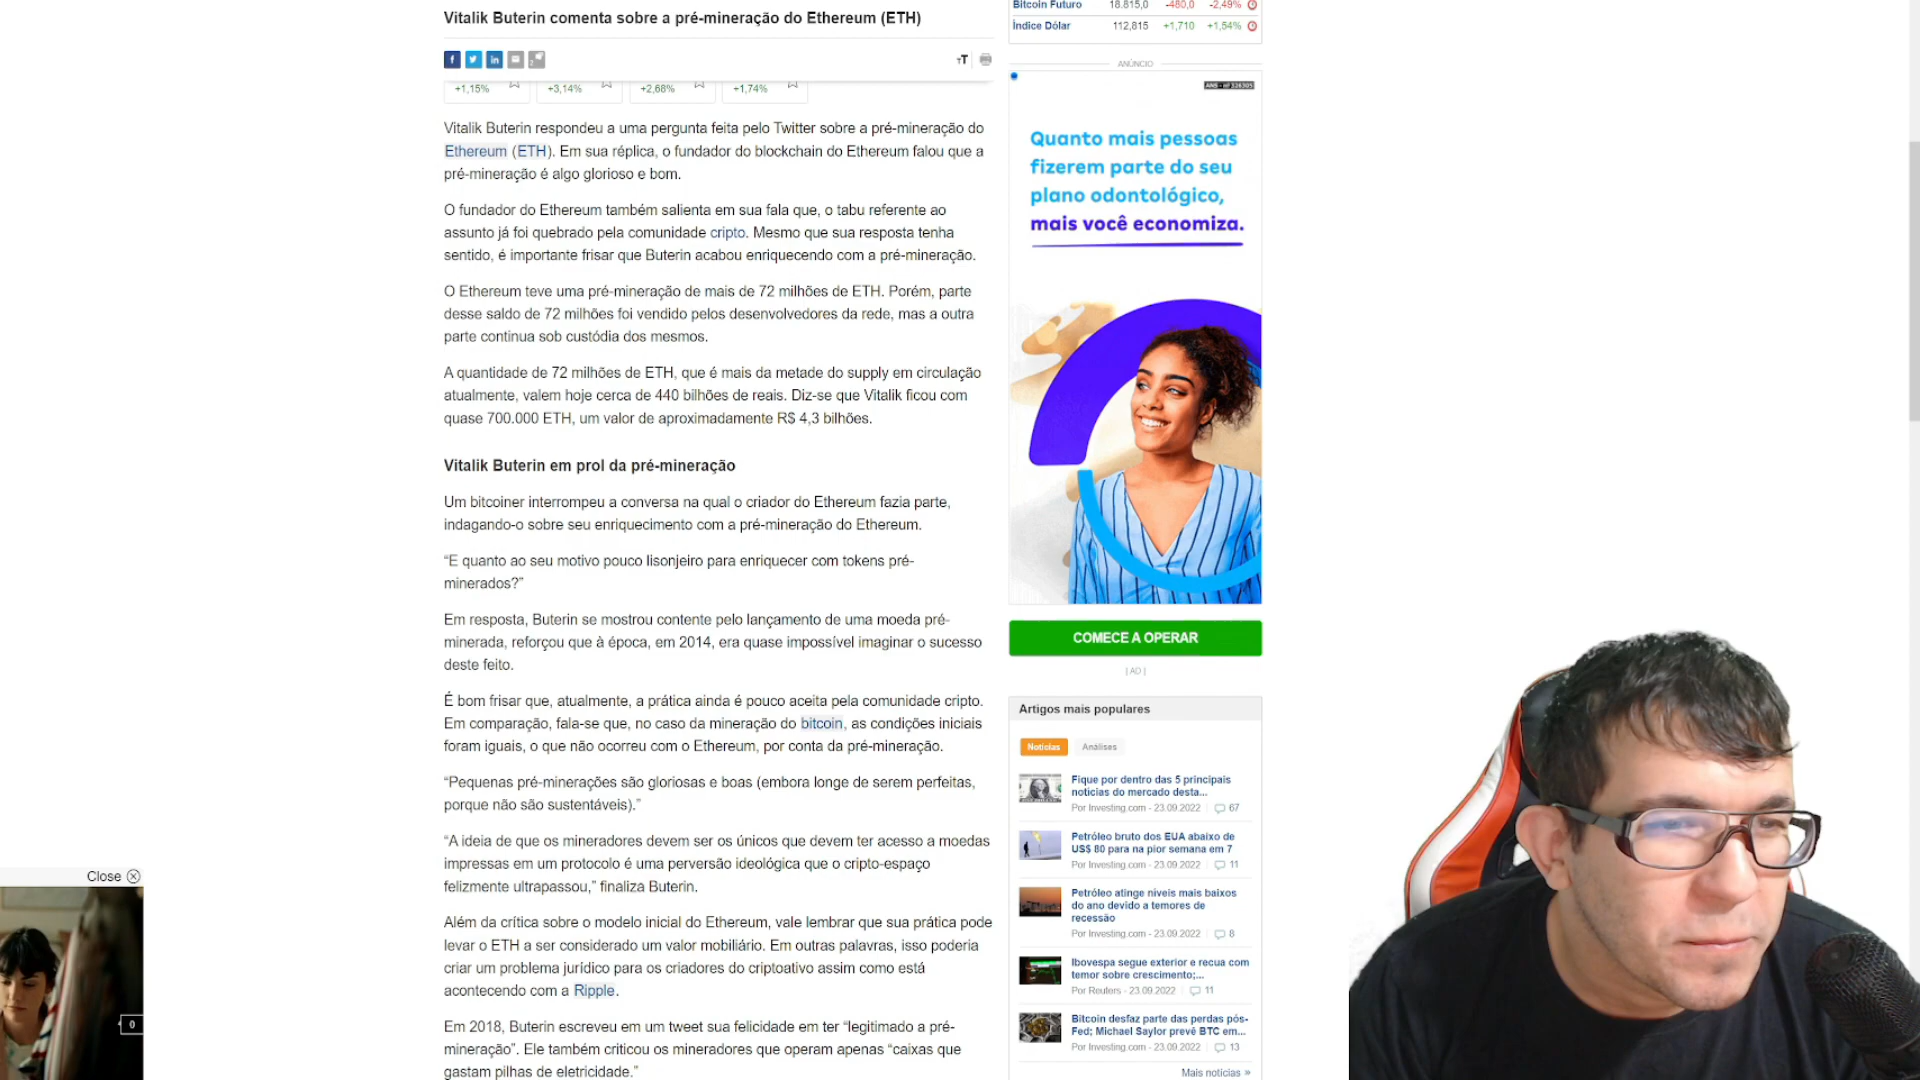 Vitalik Buterin comenta sobre a pré-mineração do Ethereum (ETH)
+1,15%
+3,14%
+2,68%
+1,74%
Vitalik Buterin respondeu a uma pergunta feita pelo Twitter sobre a pré-mineração do
Ethereum (ETH). Em sua réplica, o fundador do blockchain do Ethereum falou que a
pré-mineração é algo glorioso e bom.
O fundador do Ethereum também salienta em sua fala que, o tabu referente ao
assunto já foi quebrado pela comunidade cripto. Mesmo que sua resposta tenha
sentido, é importante frisar que Buterin acabou enriquecendo com a pré-mineração.
O Ethereum teve uma pré-mineração de mais de 72 milhões de ETH. Porém, parte
desse saldo de 72 milhões foi vendido pelos desenvolvedores da rede, mas a outra
parte continua sob custódia dos mesmos.
A quantidade de 72 milhões de ETH, que é mais da metade do supply em circulação
atualmente, valem hoje cerca de 440 bilhões de reais. Diz-se que Vitalik ficou com
quase 700.000 ETH, um valor de aproximadamente R$ 4,3 bilhões.
Vitalik Buterin em prol da pré-mineração
Um bitcoiner interrompeu a conversa na qual o criador do Ethereum fazia parte,
indagando-o sobre seu enriquecimento com a pré-mineração do Ethereum.
“E quanto ao seu motivo pouco lisonjeiro para enriquecer com tokens pré-
minerados?”
Em resposta, Buterin se mostrou contente pelo lançamento de uma moeda pré-
minerada, reforçou que à época, em 2014, era quase impossível imaginar o sucesso
deste feito.
É bom frisar que, atualmente, a prática ainda é pouco aceita pela comunidade cripto.
Em comparação, fala-se que, no caso da mineração do bitcoin, as condições iniciais
foram iguais, o que não ocorreu com o Ethereum, por conta da pré-mineração.
“Pequenas pré-minerações são gloriosas e boas (embora longe de serem perfeitas,
porque não são sustentáveis).”
“A ideia de que os mineradores devem ser os únicos que devem ter acesso a moedas
impressas em um protocolo é uma perversão ideológica que o cripto-espaço
felizmente ultrapassou,” finaliza Buterin.
Além da crítica sobre o modelo inicial do Ethereum, vale lembrar que sua prática pode
levar o ETH a ser considerado um valor mobiliário. Em outras palavras, isso poderia
criar um problema jurídico para os criadores do criptoativo assim como está
acontecendo com a Ripple.
Em 2018, Buterin escreveu em um tweet sua felicidade em ter “legitimado a pré-
mineração”. Ele também criticou os mineradores que operam apenas “caixas que
gastam pilhas de eletricidade.”
Bitcoin Futuro 18.815,0 -480,0 -2,49%
Índice Dólar 112,815 +1,710 +1,54%
ANÚNCIO
ANS - nº 326305
Quanto mais pessoas
fizerem parte do seu
plano odontológico,
mais você economiza.
COMECE A OPERAR
| AD |
Artigos mais populares
Notícias Análises
Fique por dentro das 5 principais
notícias do mercado desta...
Por Investing.com - 23.09.2022 67
Petróleo bruto dos EUA abaixo de
US$ 80 para na pior semana em 7
Por Investing.com - 23.09.2022 11
Petróleo atinge níveis mais baixos
do ano devido a temores de
recessão
Por Investing.com - 23.09.2022 8
Ibovespa segue exterior e recua com
temor sobre crescimento;...
Por Reuters - 23.09.2022 11
Bitcoin desfaz parte das perdas pós-
Fed; Michael Saylor prevê BTC em...
Por Investing.com - 23.09.2022 13
Mais notícias »
Close
0